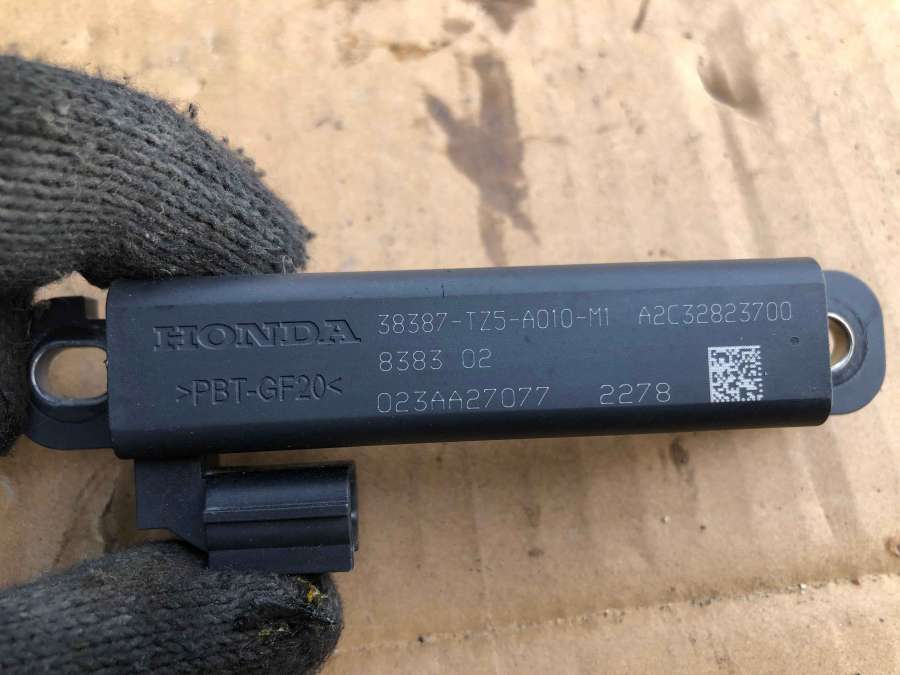 HONDA 38387-TZ5-A010-M1 A2C32823700
8383 02
>PBT-GF20< 023AA27077 2278